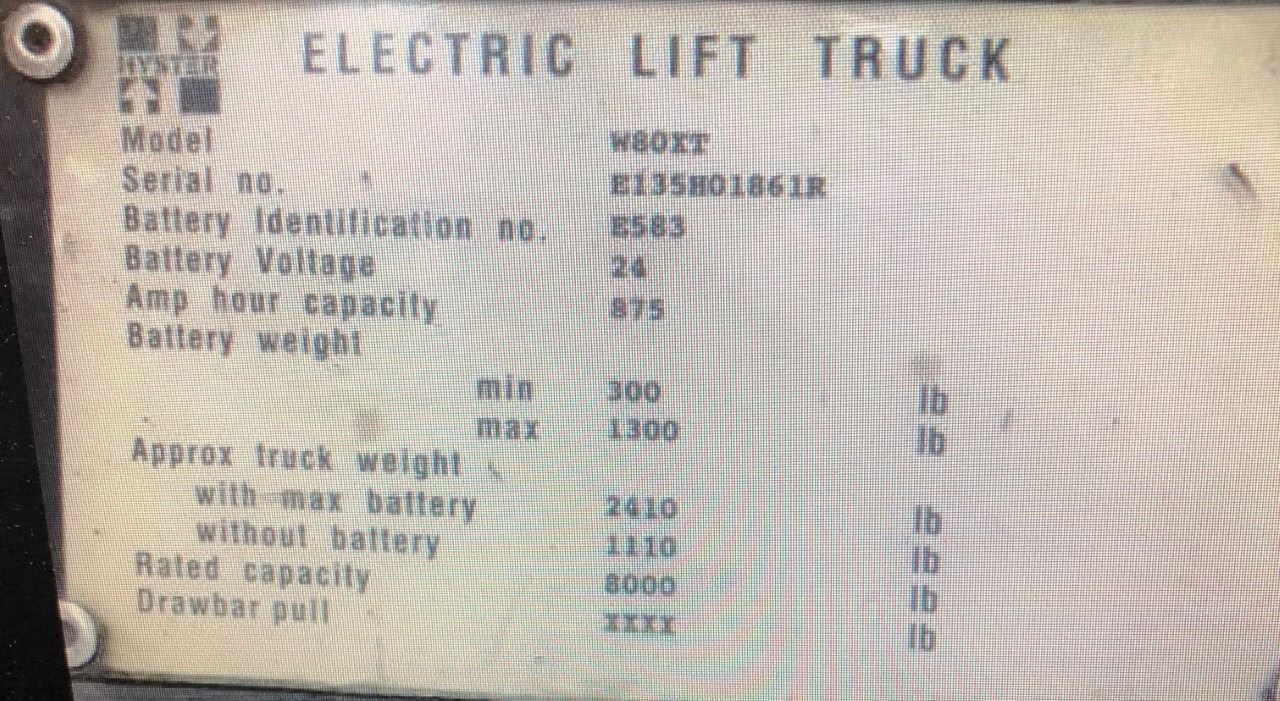 HYSTER
ELECTRIC LIFT TRUCK
Model W80XT
Serial no. E135H01861R
Battery Identification no. E583
Battery Voltage 24
Amp hour capacity 875
Battery weight
min 300 lb
max 1300 lb
Approx truck weight
with max battery 2410 lb
without battery 1110 lb
Rated capacity 8000 lb
Drawbar pull XXXX lb